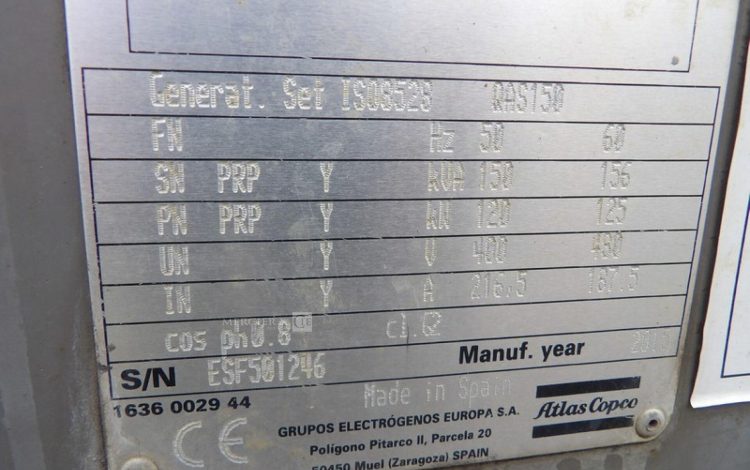 Generat. Set ISO8528 QAS150
FN Hz 50 60
SN PRP Y kVA 150 156
PN PRP Y kW 120 125
UN Y V 400 480
IN Y A 216.5 187.5
cos ph0.8 cl.G2
S/N ESF501246 Manuf. year
1636 0029 44 Made in Spain
CE GRUPOS ELECTRÓGENOS EUROPA S.A. Atlas Copco
Polígono Pitarco II, Parcela 20
50450 Muel (Zaragoza) SPAIN